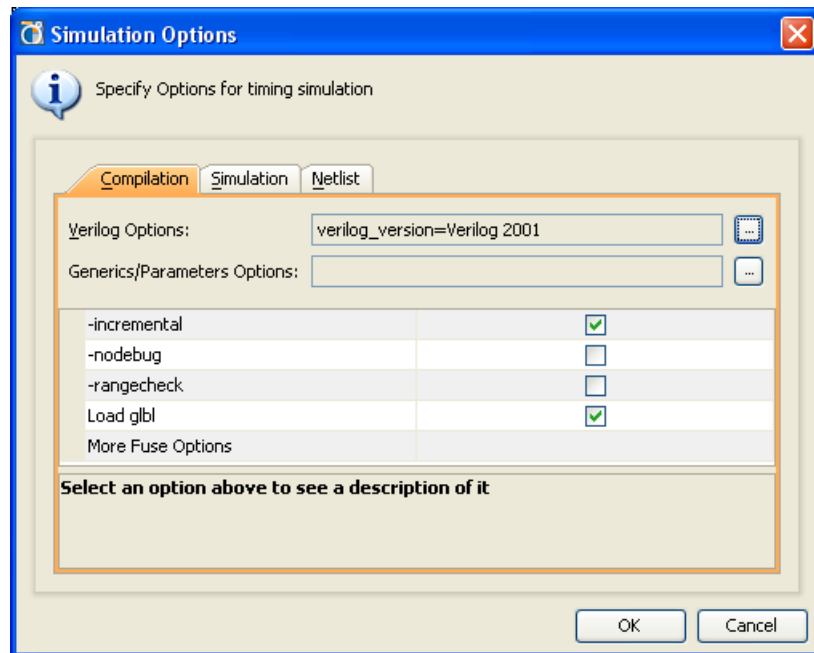 Simulation Options
Specify Options for timing simulation
Compilation Simulation Netlist
Verilog Options: verilog_version=Verilog 2001 ...
Generics/Parameters Options: ...
-incremental
-nodebug
-rangecheck
Load glbl
More Fuse Options
Select an option above to see a description of it
OK Cancel